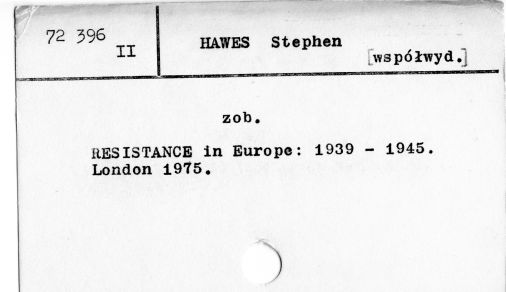 72 396
II
HAWES Stephen
[współwyd.]
zob.
RESISTANCE in Europe: 1939 - 1945.
London 1975.